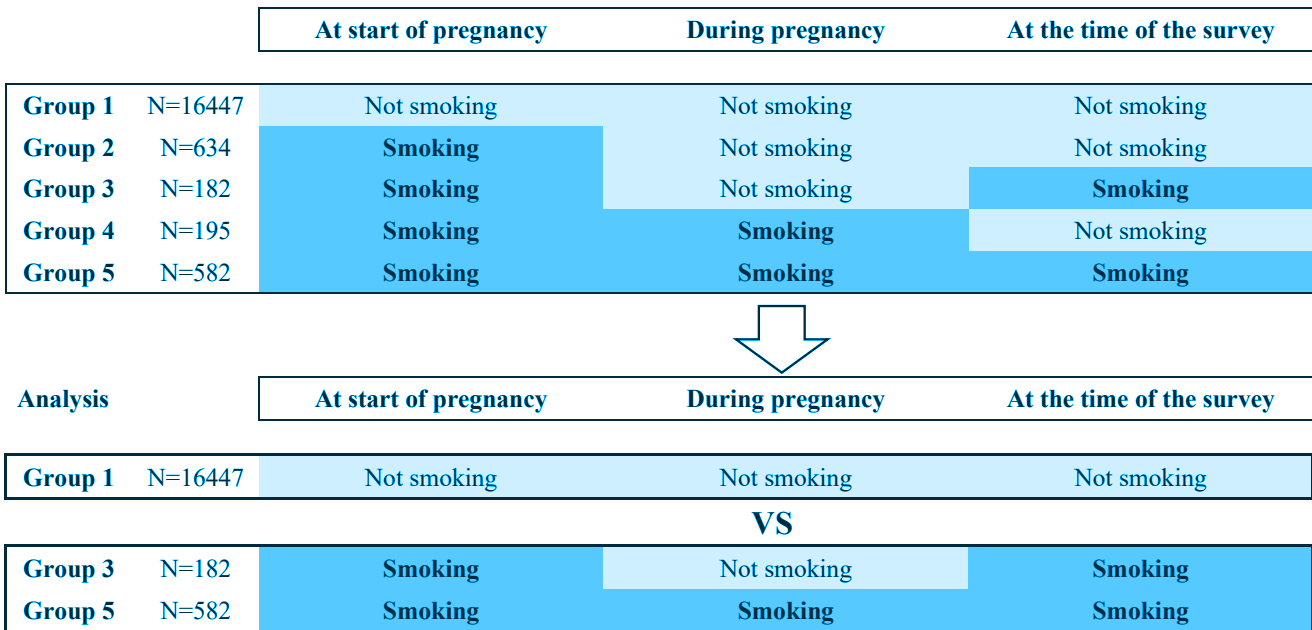 At start of pregnancy During pregnancy At the time of the survey
Group 1 N=16447 Not smoking Not smoking Not smoking
Group 2 N=634 Smoking Not smoking Not smoking
Group 3 N=182 Smoking Not smoking Smoking
Group 4 N=195 Smoking Smoking Not smoking
Group 5 N=582 Smoking Smoking Smoking
Analysis At start of pregnancy During pregnancy At the time of the survey
Group 1 N=16447 Not smoking Not smoking Not smoking
VS
Group 3 N=182 Smoking Not smoking Smoking
Group 5 N=582 Smoking Smoking Smoking